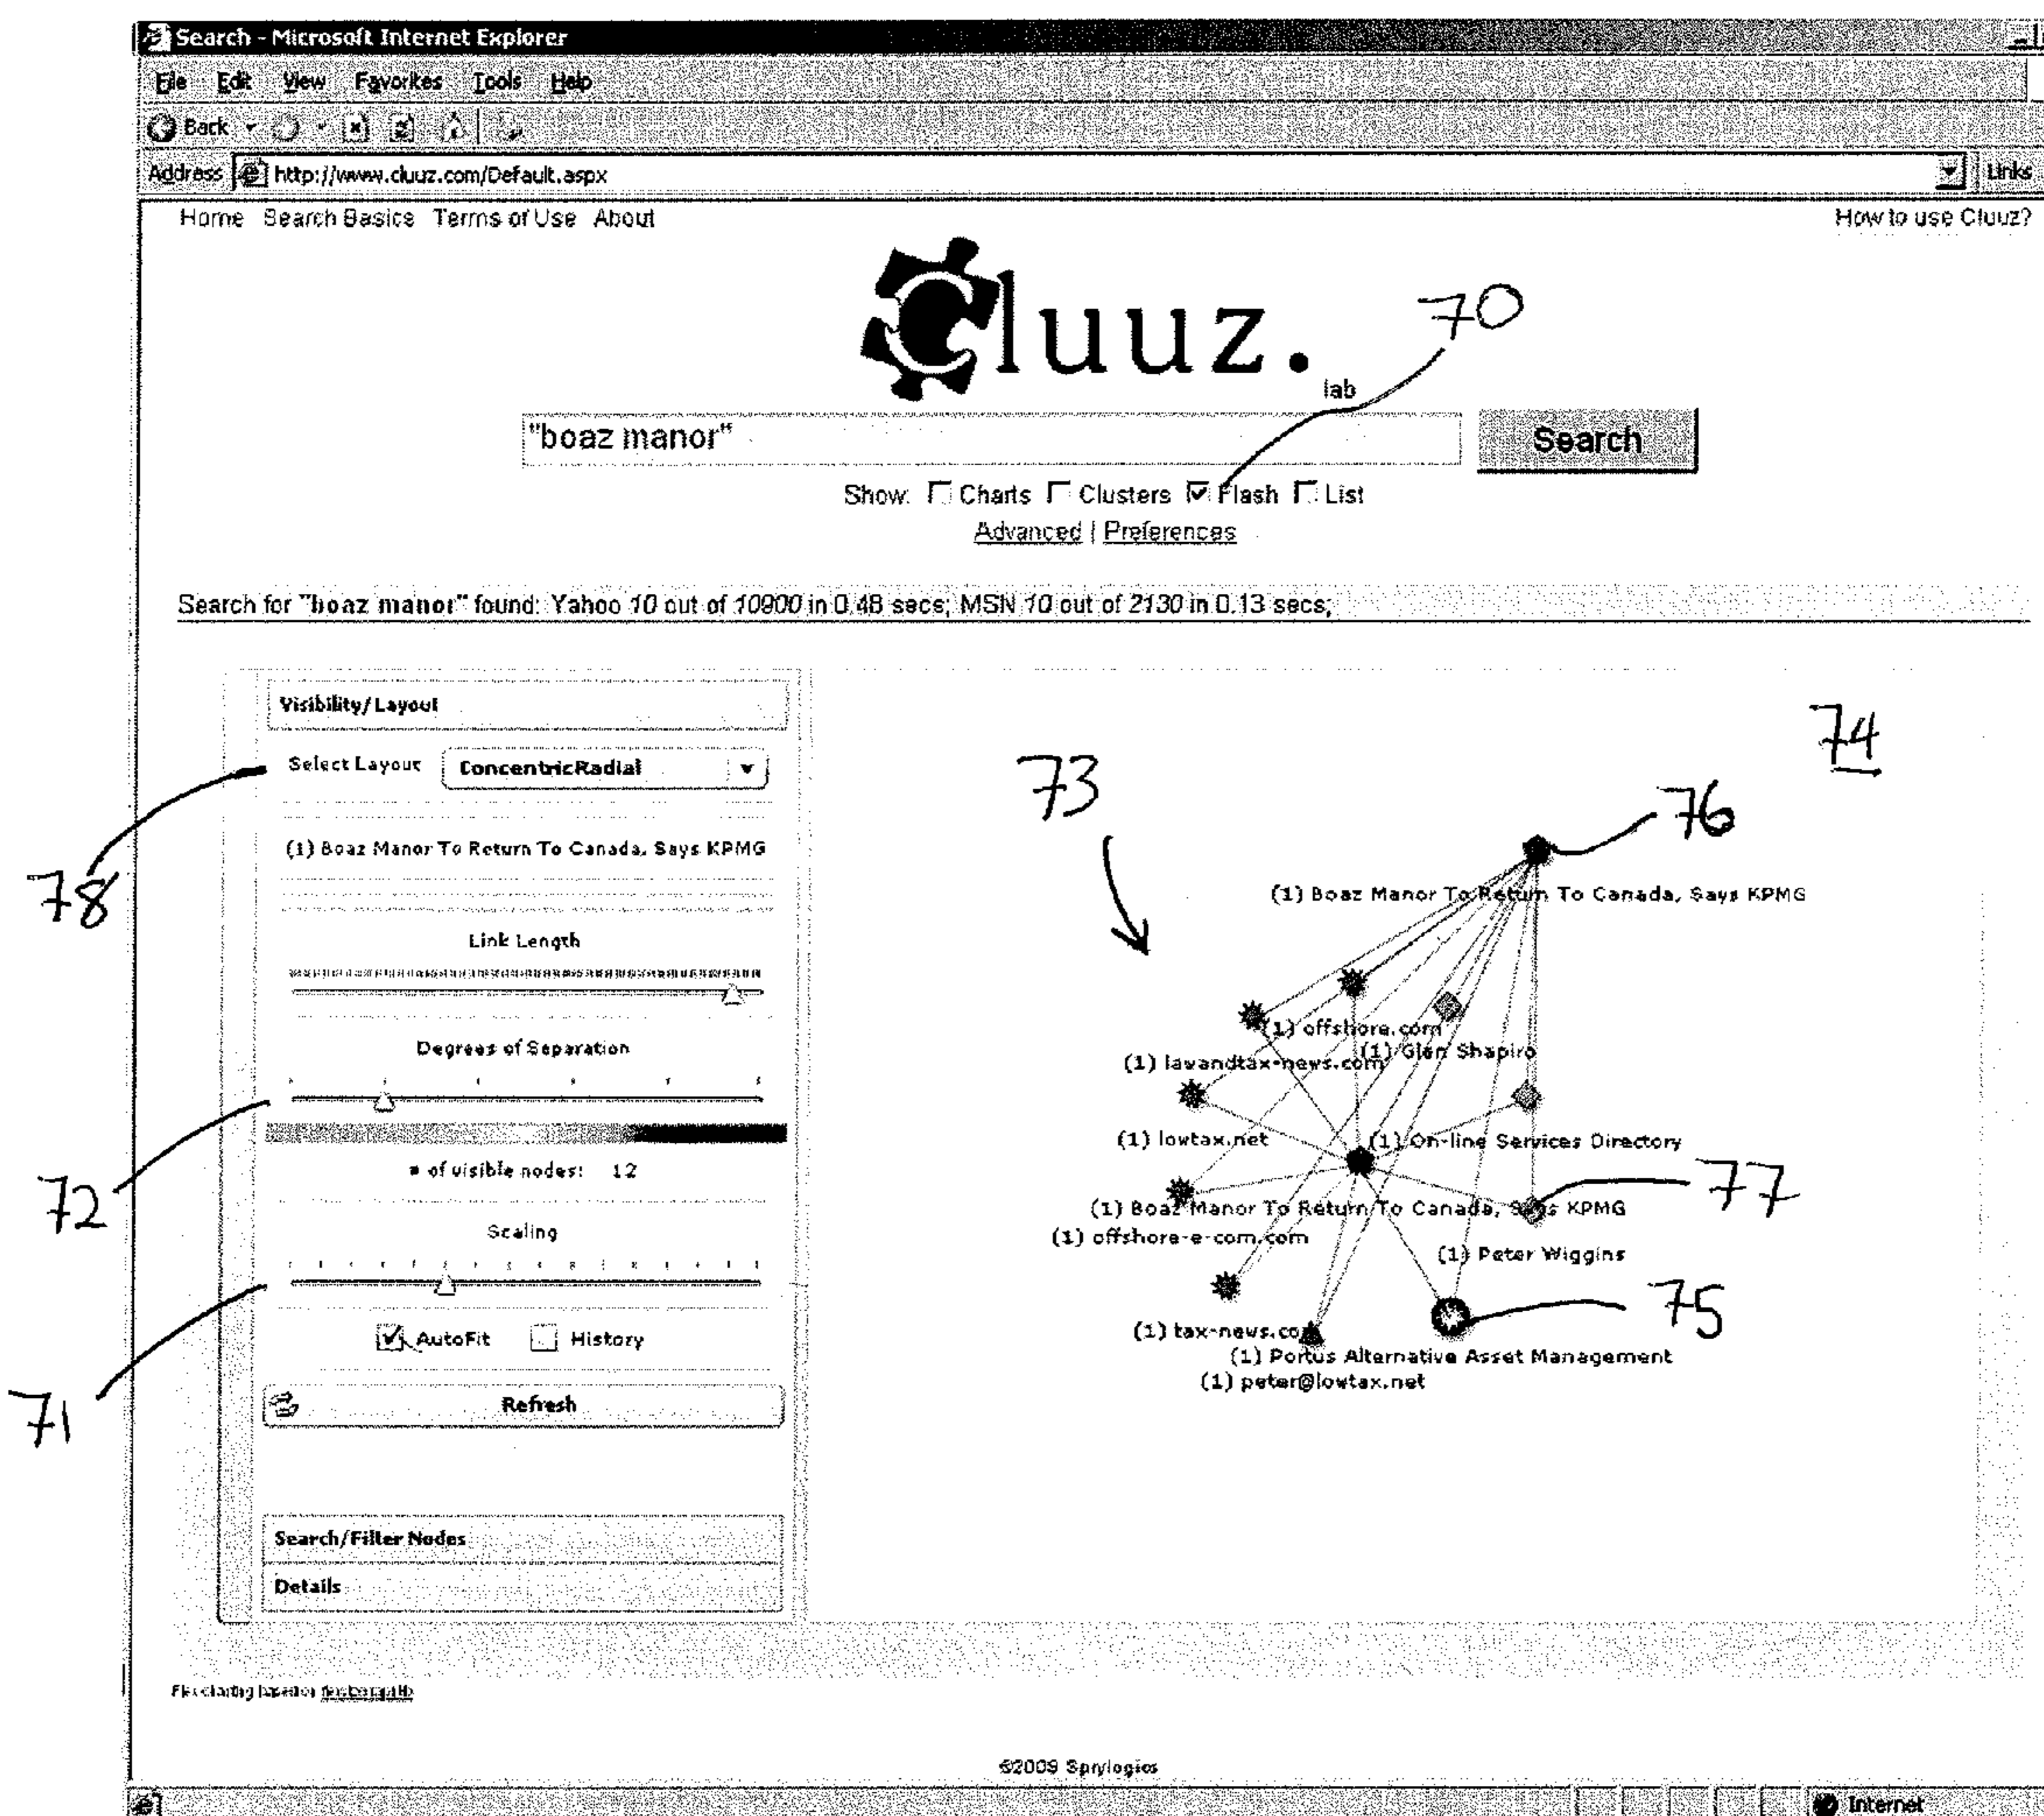 Search - Microsoft Internet Explorer
File Edit View Favorites Tools Help
Back
Address http://www.cluuz.com/Default.aspx Links
Home Search Basics Terms of Use About How to use Cluuz?
Cluuz.
lab
70
"boaz manor" Search
Show: Charts Clusters Flash List
Advanced | Preferences
Search for "boaz manor" found: Yahoo 10 out of 10900 in 0.48 secs; MSN 10 out of 2130 in 0.13 secs;
Visibility/Layout
Select Layout ConcentricRadial
78
(1) Boaz Manor To Return To Canada, Says KPMG
Link Length
Degrees of Separation
72
# of visible nodes: 12
Scaling
71
AutoFit History
Refresh
Search/Filter Nodes
Details
74
73
76
(1) Boaz Manor To Return To Canada, Says KPMG
(1) offshore.com
(1) Glen Shapiro
(1) lawandtax-news.com
(1) lowtax.net
(1) On-line Services Directory
77
(1) Boaz Manor To Return To Canada, Says KPMG
(1) offshore-e-com.com
(1) Peter Wiggins
75
(1) tax-news.co
(1) Portus Alternative Asset Management
(1) peter@lowtax.net
©2009 Sprylogics
Internet